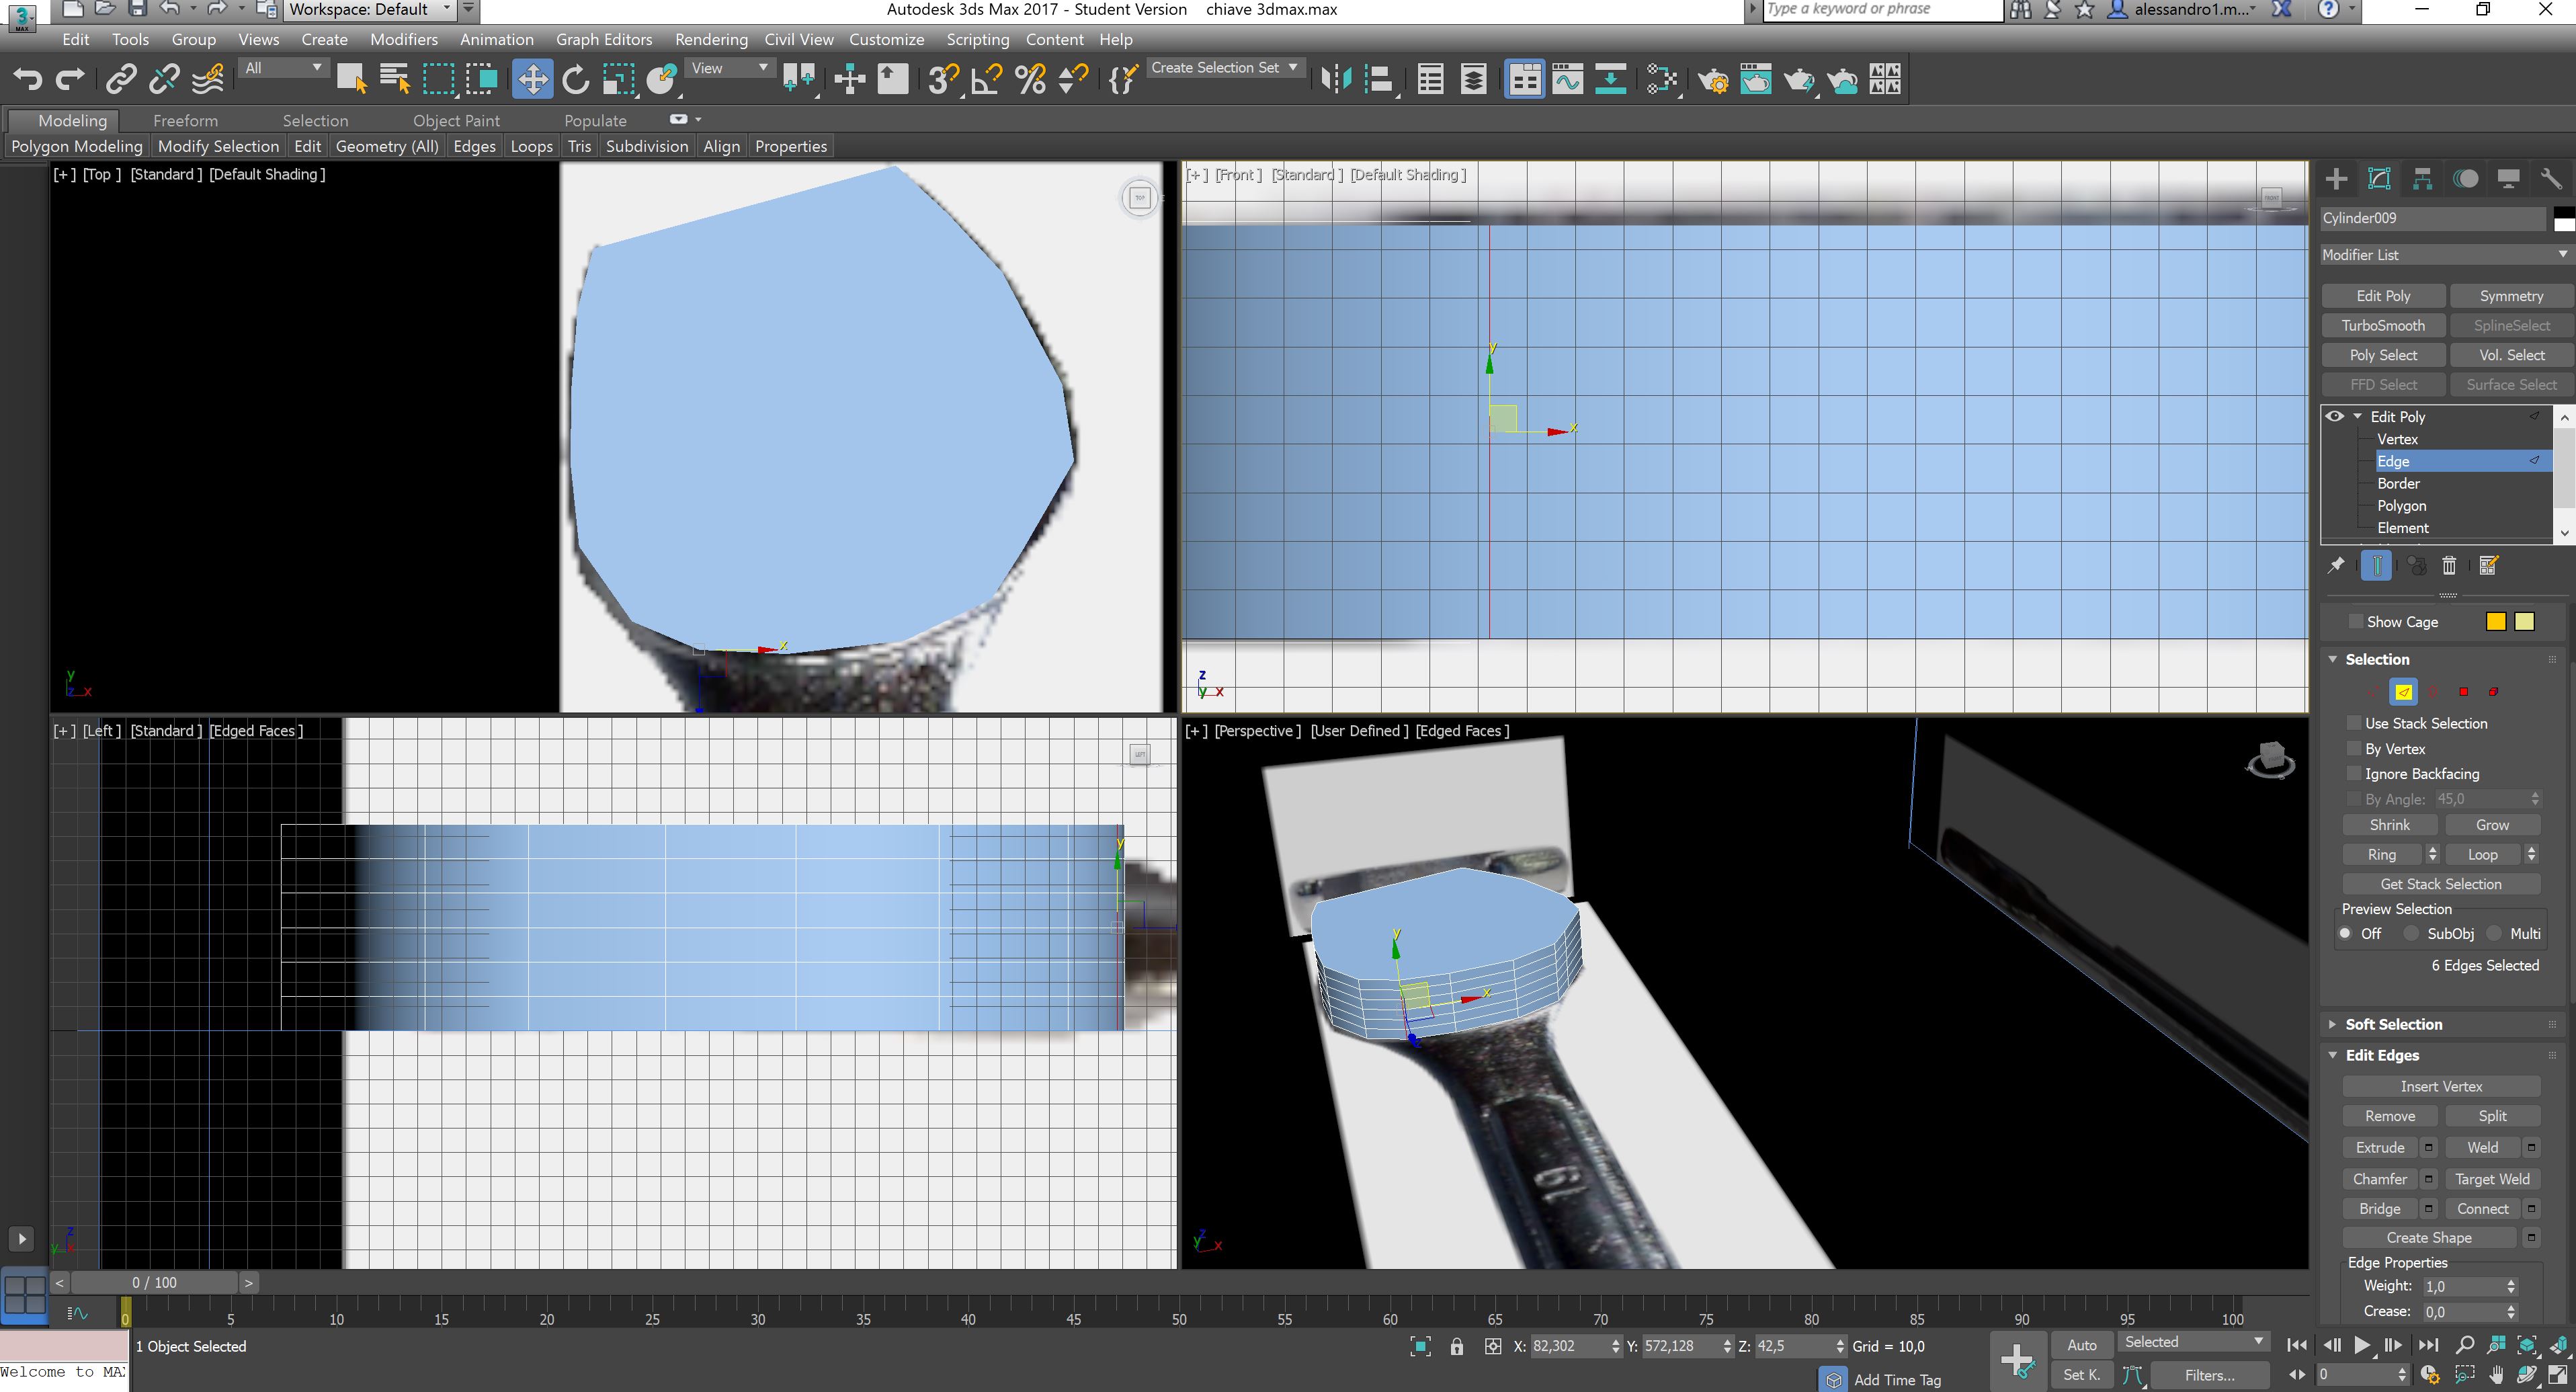 Workspace: Default
Autodesk 3ds Max 2017 - Student Version    chiave 3dmax.max
Type a keyword or phrase
alessandro1.m...
MAX
Edit Tools Group Views Create Modifiers Animation Graph Editors Rendering Civil View Customize Scripting Content Help
All
View
Create Selection Set
Modeling Freeform Selection Object Paint Populate
Polygon Modeling Modify Selection Edit Geometry (All) Edges Loops Tris Subdivision Align Properties
[+] [Top] [Standard] [Default Shading]
TOP
y
x
z x
[+] [Front] [Standard] [Default Shading]
FRONT
y
x
z
y x
[+] [Left] [Standard] [Edged Faces]
LEFT
y
z
y
[+] [Perspective] [User Defined] [Edged Faces]
y
x
19
z
y x
Cylinder009
Modifier List
Edit Poly Symmetry
TurboSmooth SplineSelect
Poly Select Vol. Select
FFD Select Surface Select
Edit Poly
Vertex
Edge
Border
Polygon
Element
Show Cage
Selection
Use Stack Selection
By Vertex
Ignore Backfacing
By Angle: 45,0
Shrink Grow
Ring Loop
Get Stack Selection
Preview Selection
Off SubObj Multi
6 Edges Selected
Soft Selection
Edit Edges
Insert Vertex
Remove Split
Extrude Weld
Chamfer Target Weld
Bridge Connect
Create Shape
Edge Properties
Weight: 1,0
Crease: 0,0
< 0 / 100 >
0 5 10 15 20 25 30 35 40 45 50 55 60 65 70 75 80 85 90 95 100
1 Object Selected
X: 82,302 Y: 572,128 Z: 42,5 Grid = 10,0
Auto Selected
Welcome to MAX
Add Time Tag
Set K. Filters...
0